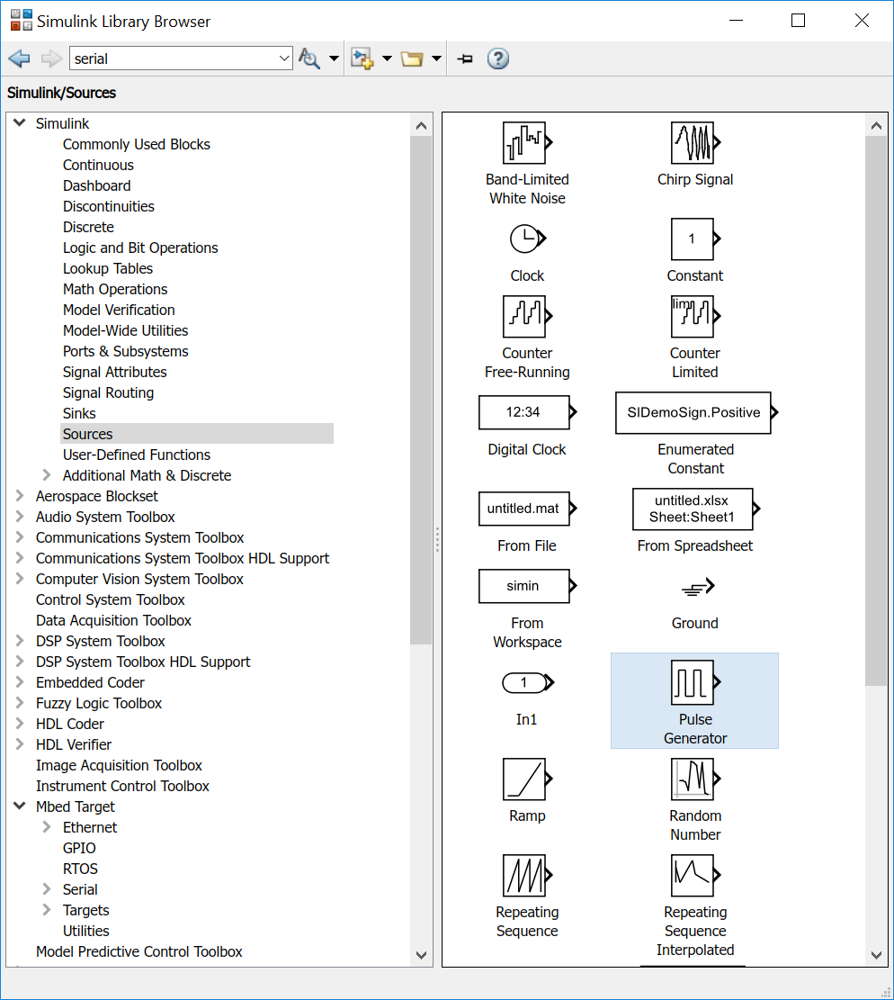 Simulink Library Browser
serial
Simulink/Sources
Simulink
Commonly Used Blocks
Continuous
Dashboard
Discontinuities
Discrete
Logic and Bit Operations
Lookup Tables
Math Operations
Model Verification
Model-Wide Utilities
Ports & Subsystems
Signal Attributes
Signal Routing
Sinks
Sources
User-Defined Functions
Additional Math & Discrete
Aerospace Blockset
Audio System Toolbox
Communications System Toolbox
Communications System Toolbox HDL Support
Computer Vision System Toolbox
Control System Toolbox
Data Acquisition Toolbox
DSP System Toolbox
DSP System Toolbox HDL Support
Embedded Coder
Fuzzy Logic Toolbox
HDL Coder
HDL Verifier
Image Acquisition Toolbox
Instrument Control Toolbox
Mbed Target
Ethernet
GPIO
RTOS
Serial
Targets
Utilities
Model Predictive Control Toolbox
Band-Limited
White Noise
Chirp Signal
Clock
1
Constant
Counter
Free-Running
lim
Counter
Limited
12:34
Digital Clock
SlDemoSign.Positive
Enumerated
Constant
untitled.mat
From File
untitled.xlsx
Sheet:Sheet1
From Spreadsheet
simin
From
Workspace
Ground
1
In1
Pulse
Generator
Ramp
Random
Number
Repeating
Sequence
Repeating
Sequence
Interpolated